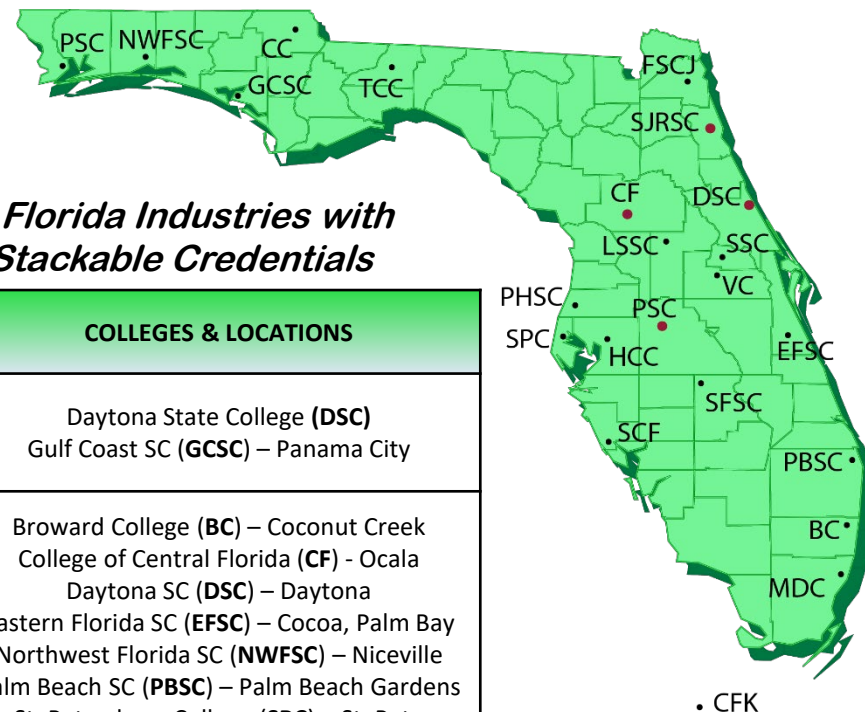 PSC
NWFSC
CC
GCSC
TCC
FSCJ
SJRSC
CF
DSC
LSSC
SSC
VC
PHSC
PSC
SPC
HCC
EFSC
SFSC
SCF
PBSC
BC
MDC
CFK
Florida Industries with
Stackable Credentials
COLLEGES & LOCATIONS
Daytona State College (DSC)
Gulf Coast SC (GCSC) – Panama City
Broward College (BC) – Coconut Creek
College of Central Florida (CF) - Ocala
Daytona SC (DSC) – Daytona
astern Florida SC (EFSC) – Cocoa, Palm Bay
Northwest Florida SC (NWFSC) – Niceville
alm Beach SC (PBSC) – Palm Beach Gardens